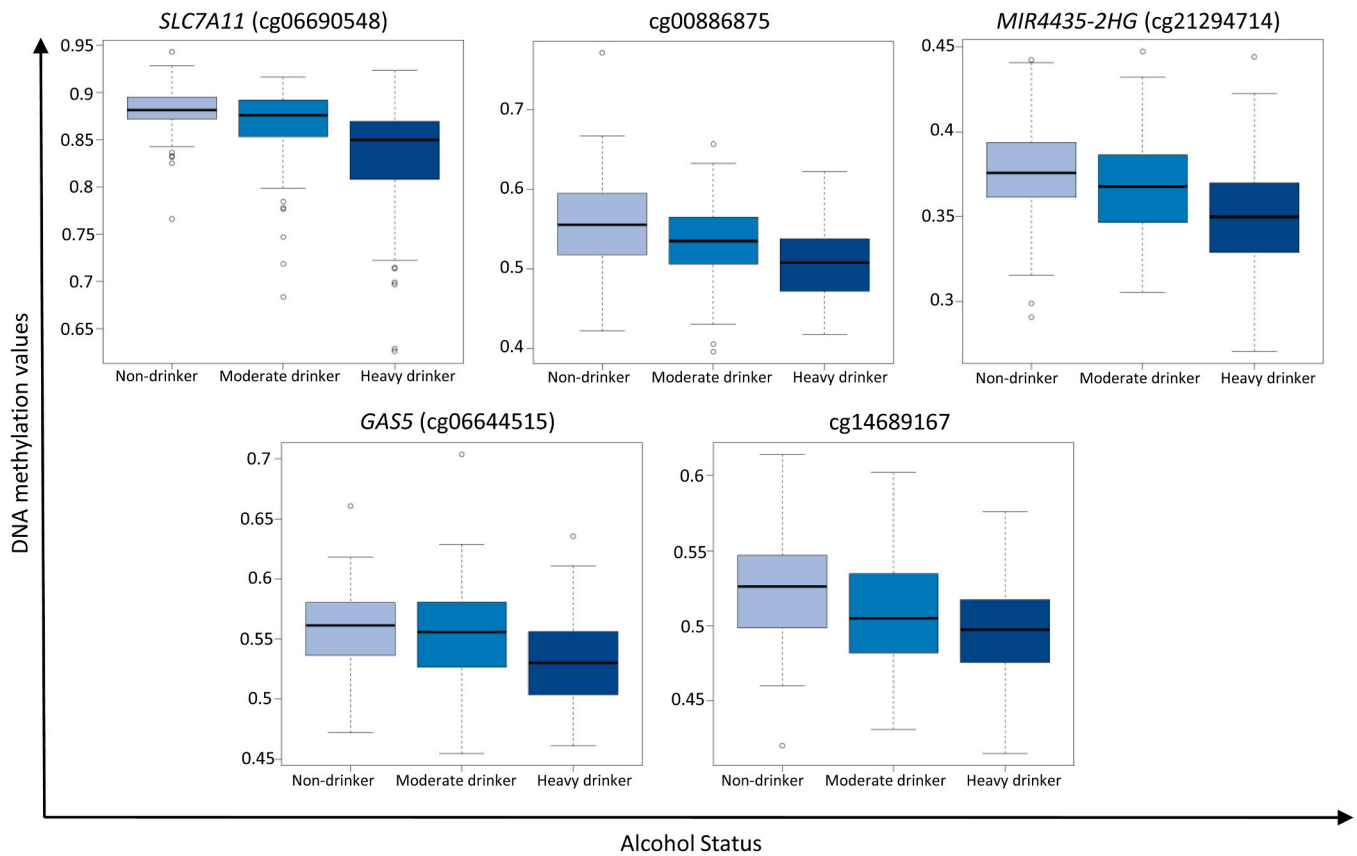 SLC7A11 (cg06690548)
0.95
0.9
0.85
0.8
0.75
0.7
0.65
Non-drinker Moderate drinker Heavy drinker
cg00886875
0.7
0.6
0.5
0.4
Non-drinker Moderate drinker Heavy drinker
MIR4435-2HG (cg21294714)
0.45
0.4
0.35
0.3
Non-drinker Moderate drinker Heavy drinker
DNA methylation values
GAS5 (cg06644515)
0.7
0.65
0.6
0.55
0.5
0.45
Non-drinker Moderate drinker Heavy drinker
cg14689167
0.6
0.55
0.5
0.45
Non-drinker Moderate drinker Heavy drinker
Alcohol Status